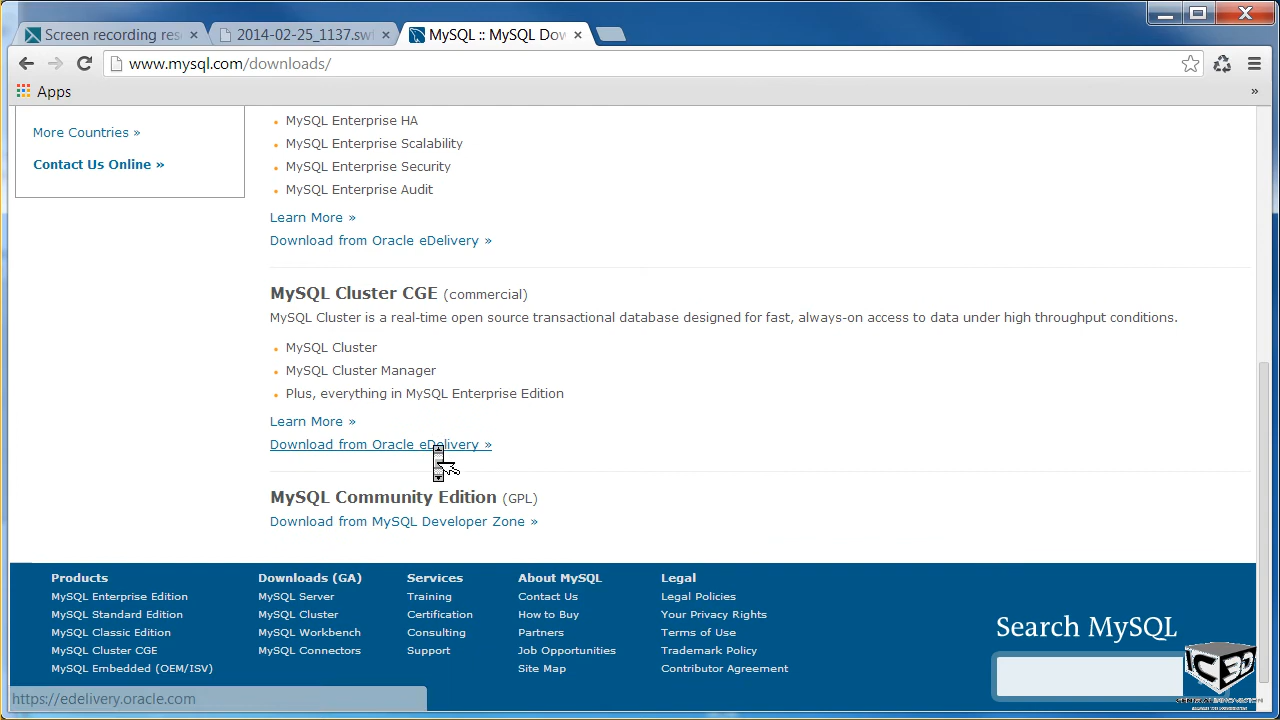 Screen recording res
2014-02-25_1137.swf
MySQL :: MySQL Dow
www.mysql.com/downloads/
Apps
»
More Countries »
Contact Us Online »
MySQL Enterprise HA
MySQL Enterprise Scalability
MySQL Enterprise Security
MySQL Enterprise Audit
Learn More »
Download from Oracle eDelivery »
MySQL Cluster CGE (commercial)
MySQL Cluster is a real-time open source transactional database designed for fast, always-on access to data under high throughput conditions.
MySQL Cluster
MySQL Cluster Manager
Plus, everything in MySQL Enterprise Edition
Learn More »
Download from Oracle eDelivery »
MySQL Community Edition (GPL)
Download from MySQL Developer Zone »
Products
MySQL Enterprise Edition
MySQL Standard Edition
MySQL Classic Edition
MySQL Cluster CGE
MySQL Embedded (OEM/ISV)
Downloads (GA)
MySQL Server
MySQL Cluster
MySQL Workbench
MySQL Connectors
Services
Training
Certification
Consulting
Support
About MySQL
Contact Us
How to Buy
Partners
Job Opportunities
Site Map
Legal
Legal Policies
Your Privacy Rights
Terms of Use
Trademark Policy
Contributor Agreement
Search MySQL
https://edelivery.oracle.com